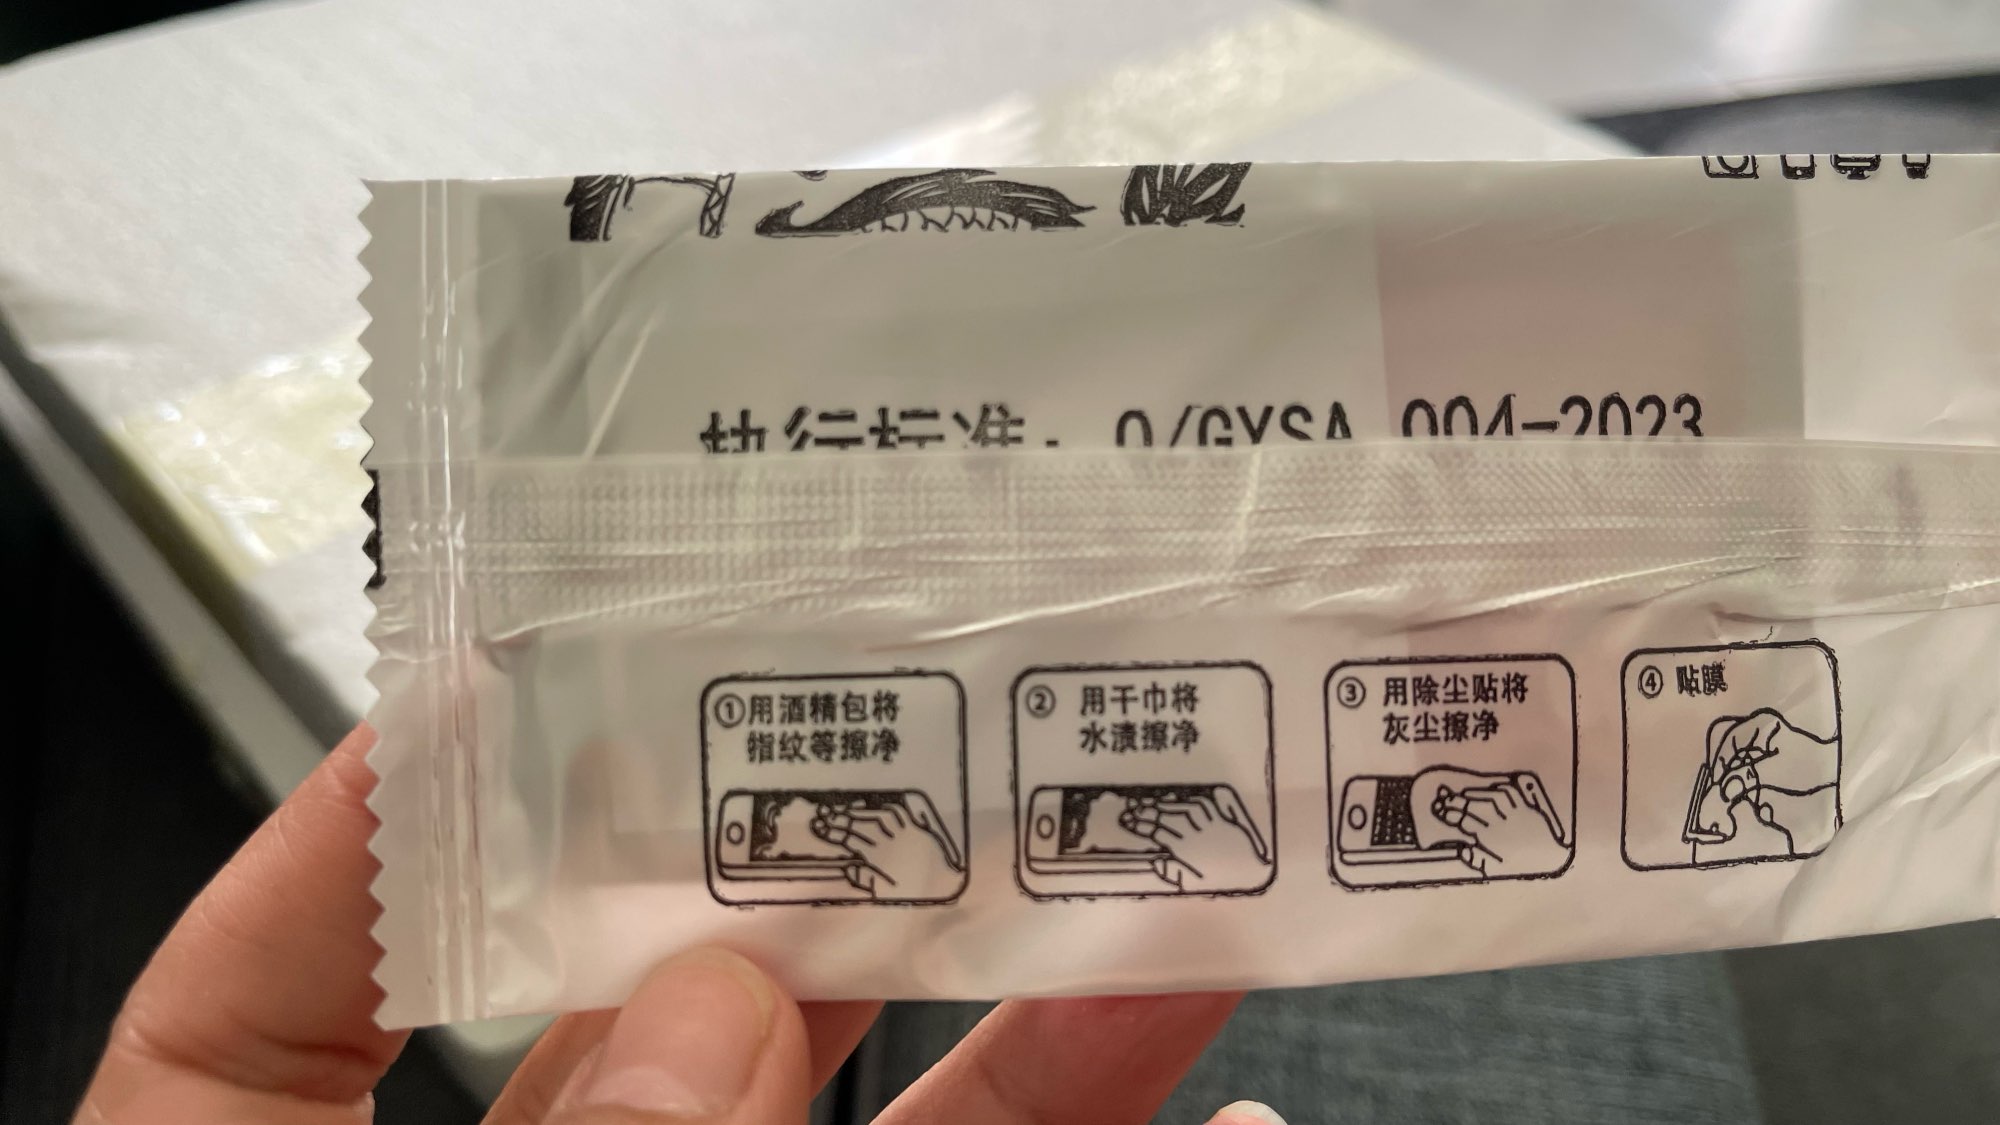 执行标准: Q/GYSA 004-2023
①用酒精包将
指纹等擦净
② 用干巾将
水渍擦净
③ 用除尘贴将
灰尘擦净
④ 贴膜